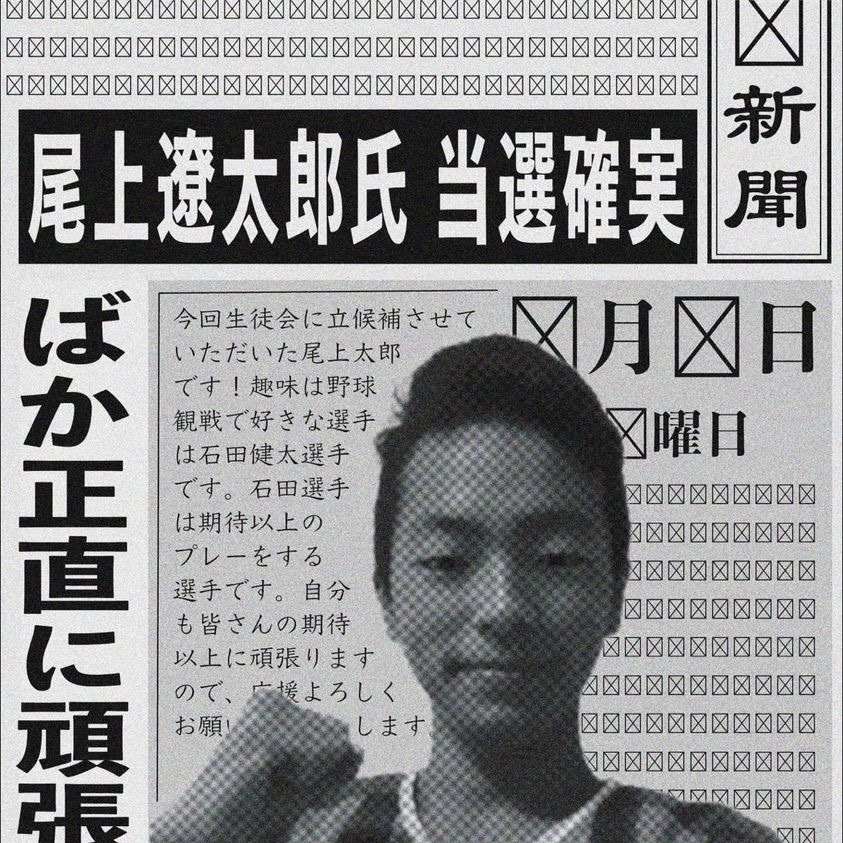 新聞
尾上遼太郎氏 当選確実
月 日
曜日
ばか正直に頑張
今回生徒会に立候補させて
いただいた尾上太郎
です！趣味は野球
観戦で好きな選手
は石田健太選手
です。石田選手
は期待以上の
プレーをする
選手です。自分
も皆さんの期待
以上に頑張ります
ので、応援よろしく
お願い します。